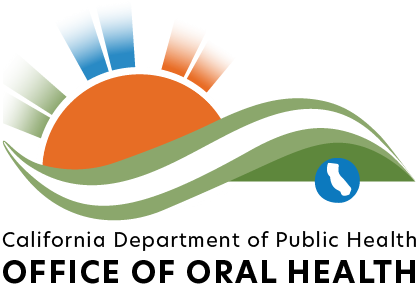 California Department of Public Health
OFFICE OF ORAL HEALTH